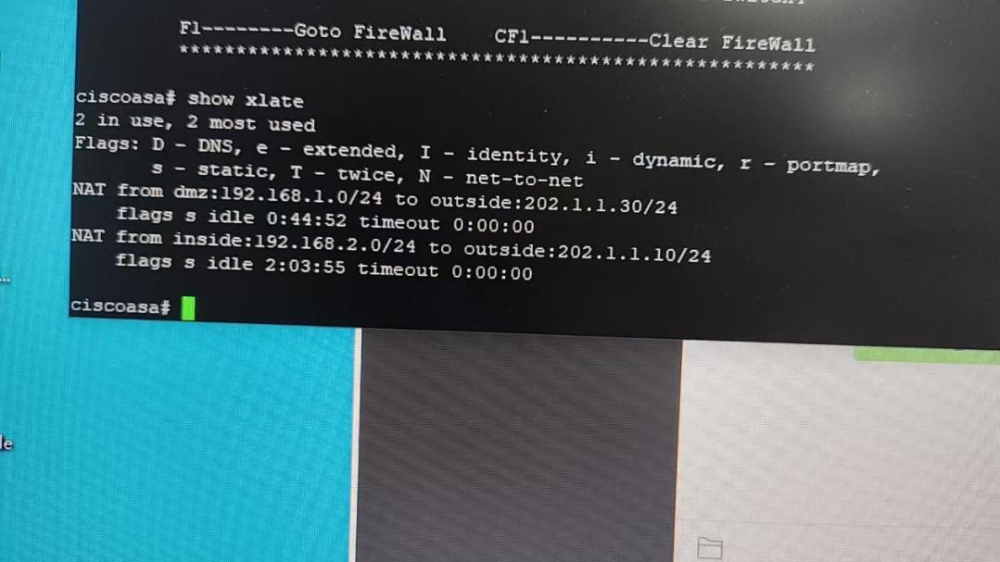 F1--------Goto FireWall    CF1----------Clear FireWall
*********************************************************
ciscoasa# show xlate
2 in use, 2 most used
Flags: D - DNS, e - extended, I - identity, i - dynamic, r - portmap,
       s - static, T - twice, N - net-to-net
NAT from dmz:192.168.1.0/24 to outside:202.1.1.30/24
    flags s idle 0:44:52 timeout 0:00:00
NAT from inside:192.168.2.0/24 to outside:202.1.1.10/24
    flags s idle 2:03:55 timeout 0:00:00
ciscoasa#